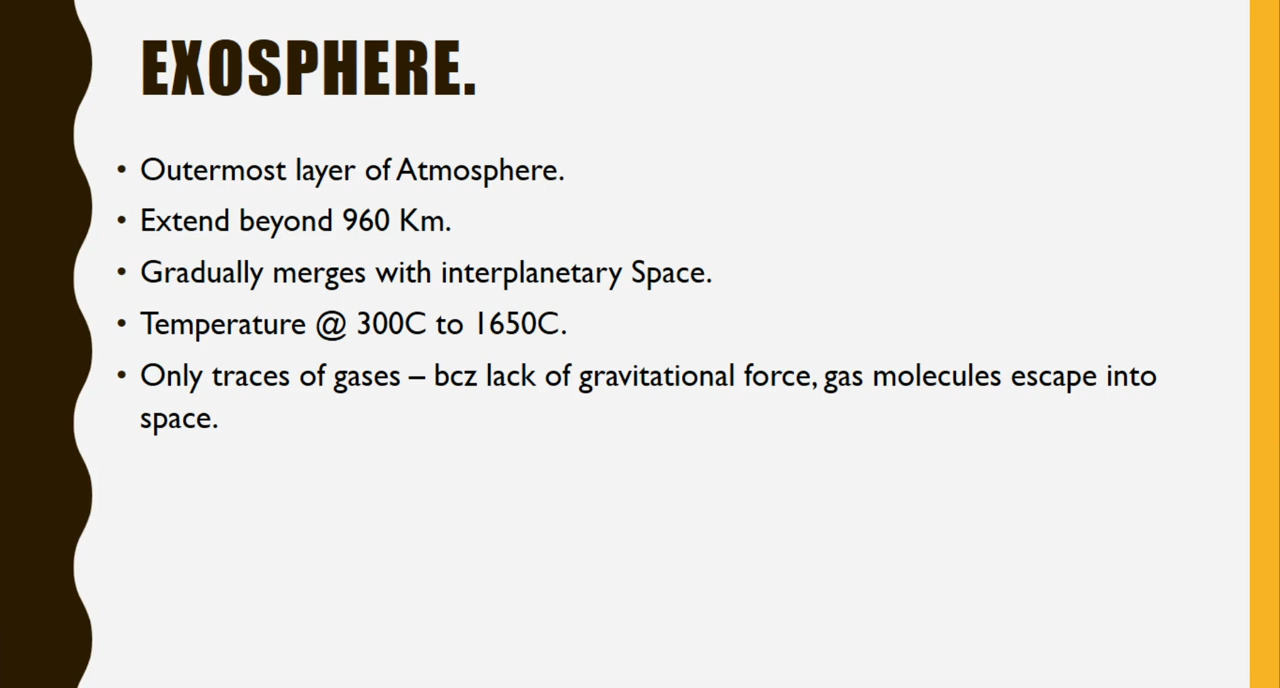 EXOSPHERE.
• Outermost layer of Atmosphere.
• Extend beyond 960 Km.
• Gradually merges with interplanetary Space.
• Temperature @ 300C to 1650C.
• Only traces of gases – bcz lack of gravitational force, gas molecules escape into
space.